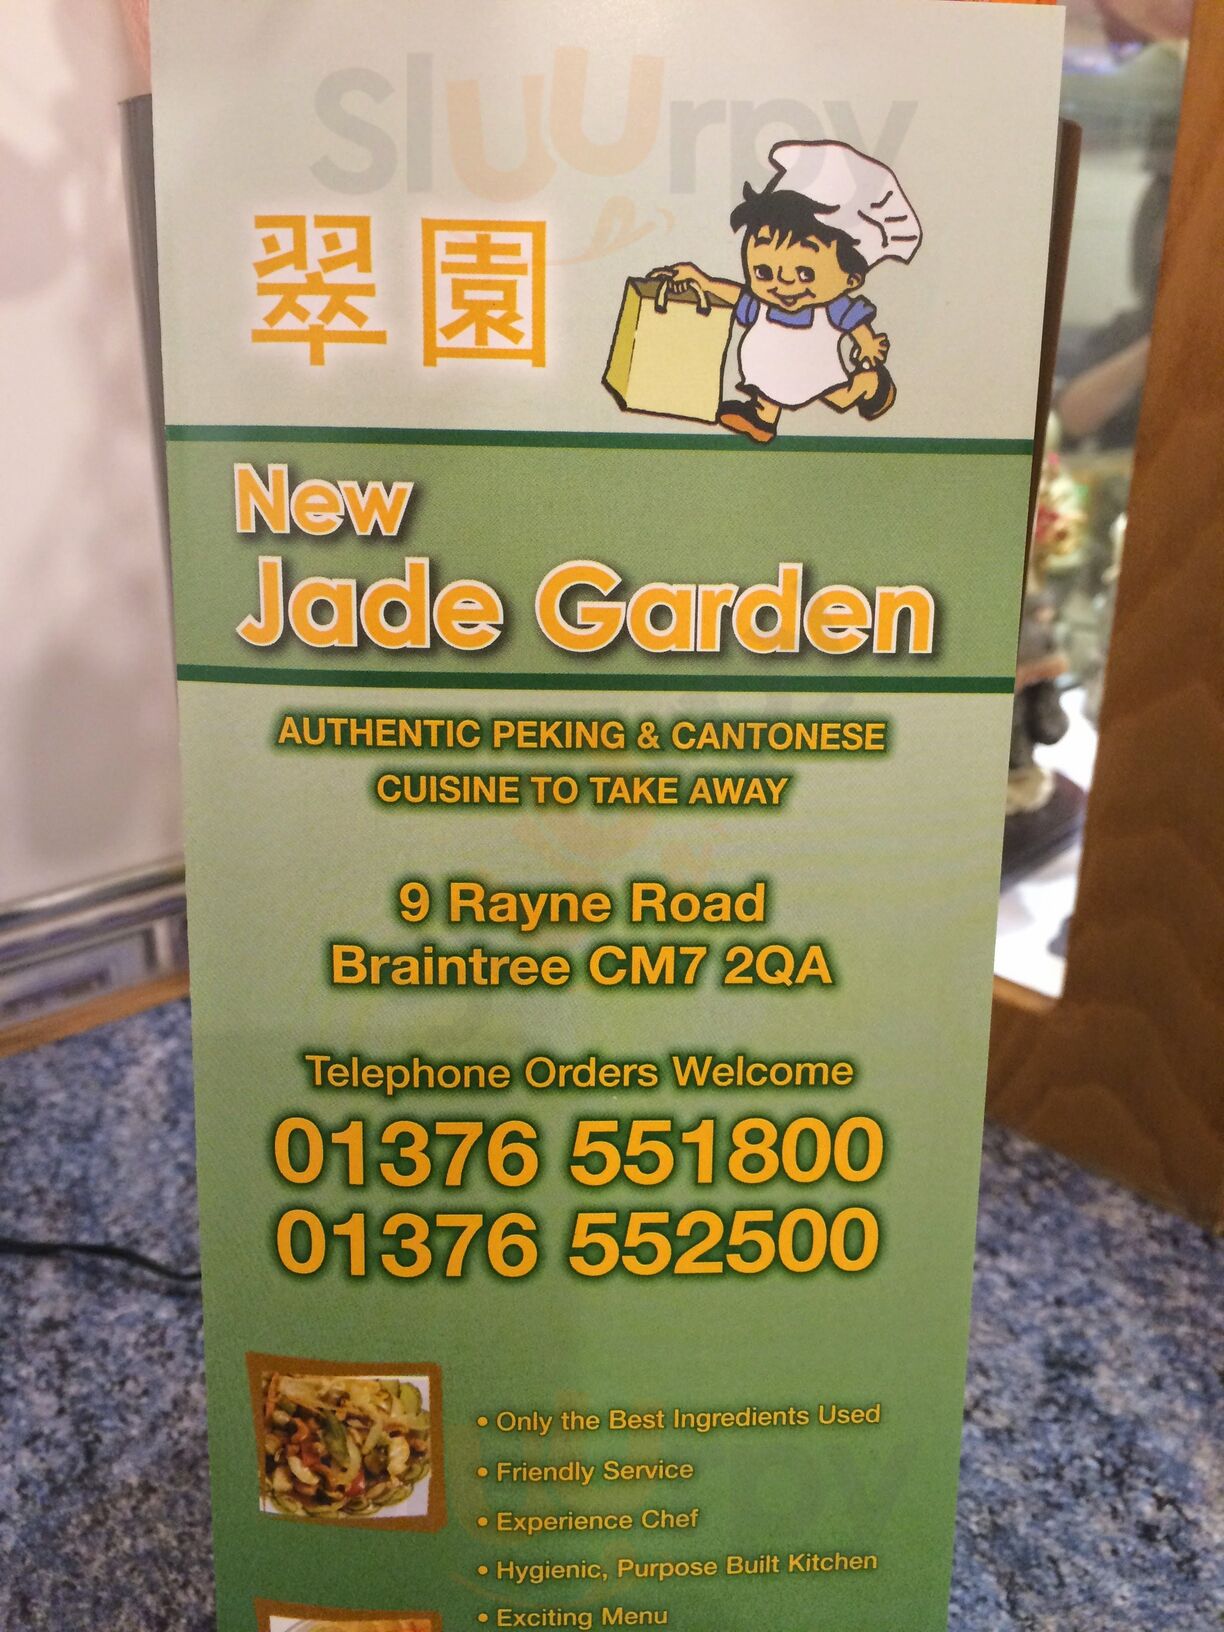 Sluurpy
翠園
New
Jade Garden
AUTHENTIC PEKING & CANTONESE
CUISINE TO TAKE AWAY
9 Rayne Road
Braintree CM7 2QA
Telephone Orders Welcome
01376 551800
01376 552500
• Only the Best Ingredients Used
• Friendly Service
• Experience Chef
• Hygienic, Purpose Built Kitchen
• Exciting Menu